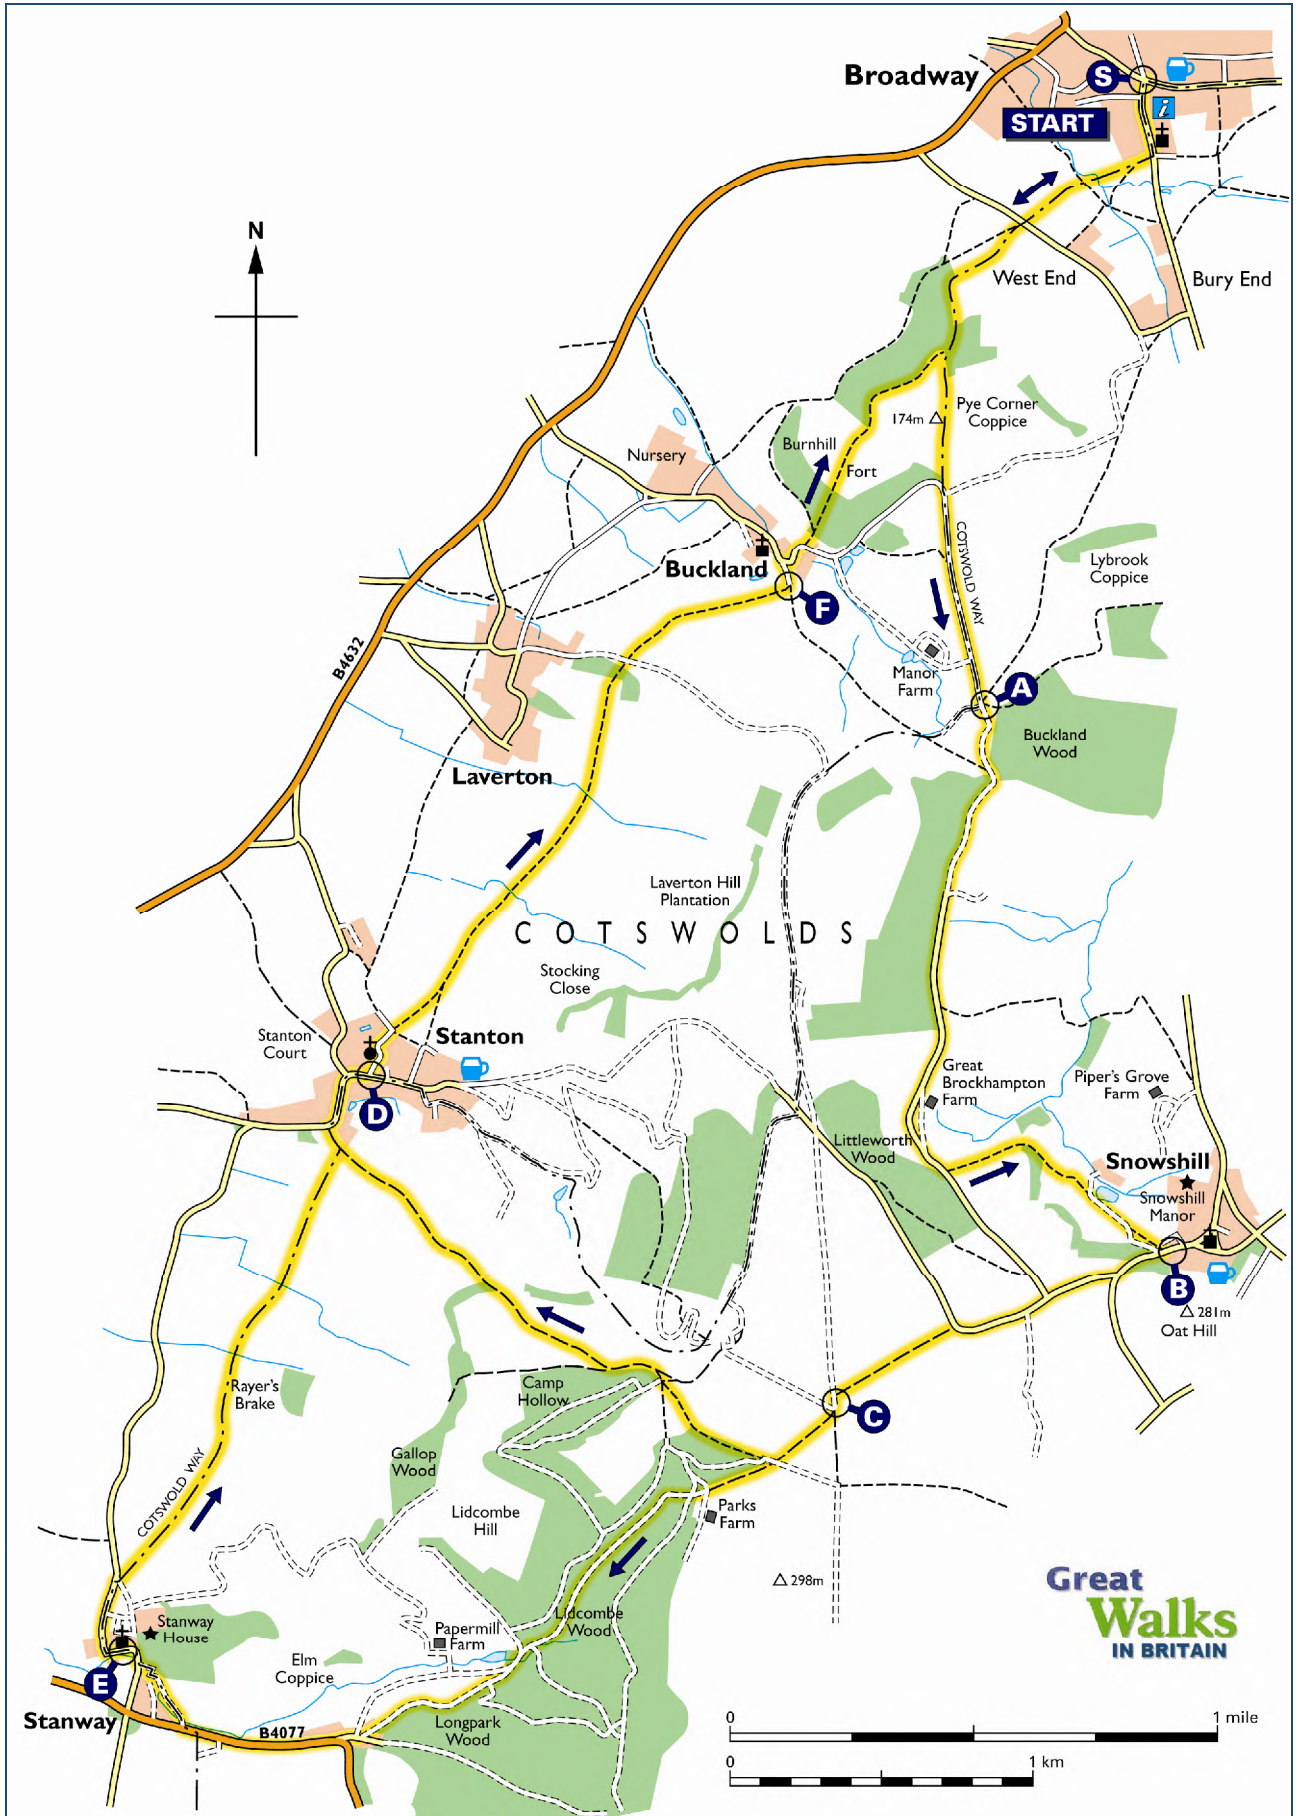 Broadway
S
START
i
N
West End
Bury End
Pye Corner
Coppice
174m
Burnhill
Fort
Nursery
COTSWOLD WAY
Lybrook
Coppice
Buckland
F
B4632
Manor
Farm
A
Buckland
Wood
Laverton
Laverton Hill
Plantation
COTSWOLDS
Stocking
Close
Stanton
Court
Stanton
D
Great
Brockhampton
Farm
Piper's Grove
Farm
Littleworth
Wood
Snowshill
Snowshill
Manor
B
281m
Oat Hill
Rayer's
Brake
Camp
Hollow
C
Gallop
Wood
COTSWOLD WAY
Lidcombe
Hill
Parks
Farm
298m
Great
Walks
IN BRITAIN
Stanway
House
Lidcombe
Wood
Papermill
Farm
Elm
Coppice
E
Stanway
B4077
Longpark
Wood
0 1 mile
0 1 km